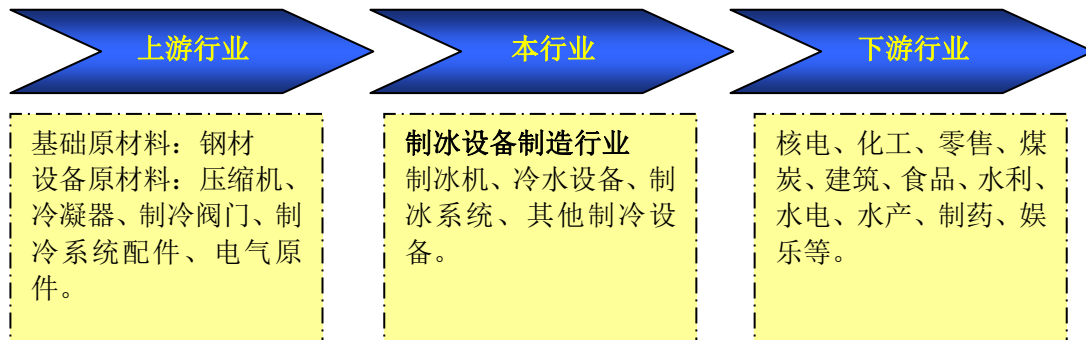 上游行业
本行业
下游行业
基础原材料：钢材
设备原材料：压缩机、
冷凝器、制冷阀门、制
冷系统配件、电气原
件。
制冰设备制造行业
制冰机、冷水设备、制
冰系统、其他制冷设
备。
核电、化工、零售、煤
炭、建筑、食品、水利、
水电、水产、制药、娱
乐等。